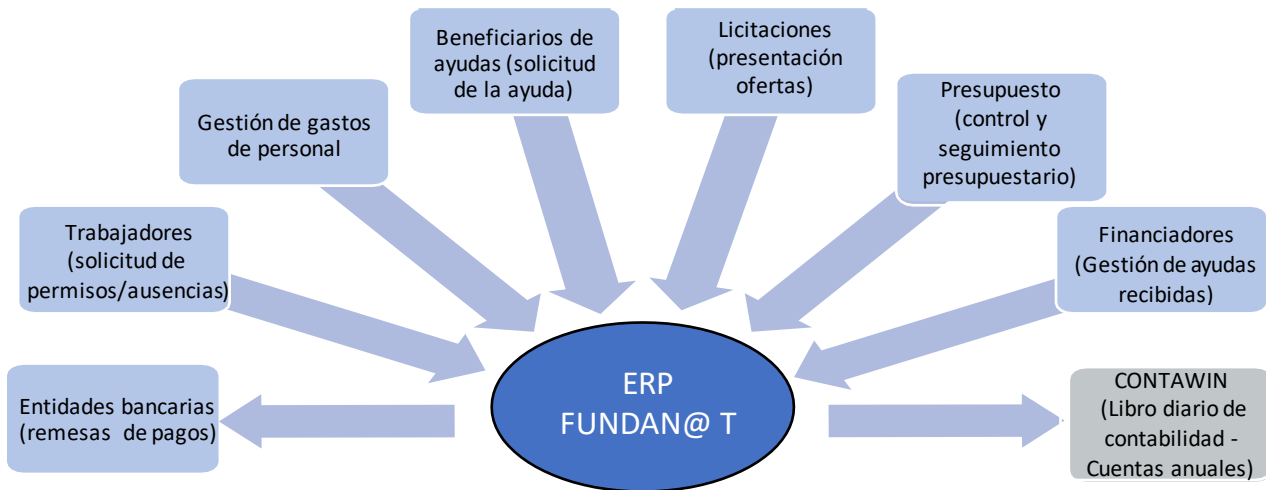 Beneficiarios de
ayudas (solicitud
de la ayuda)
Licitaciones
(presentación
ofertas)
Gestión de gastos
de personal
Presupuesto
(control y
seguimiento
presupuestario)
Trabajadores
(solicitud de
permisos/ausencias)
Financiadores
(Gestión de ayudas
recibidas)
Entidades bancarias
(remesas de pagos)
ERP
FUNDAN@ T
CONTAWIN
(Libro diario de
contabilidad -
Cuentas anuales)